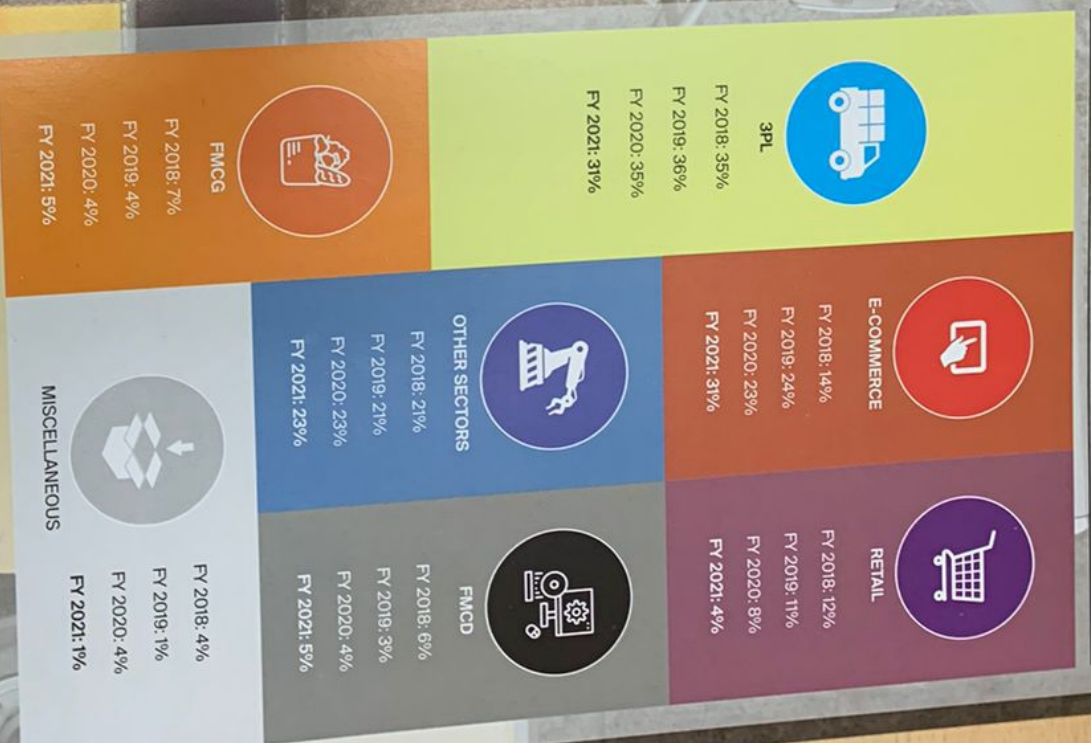 3PL
FY 2018: 35%
FY 2019: 36%
FY 2020: 35%
FY 2021: 31%
FMCG
FY 2018: 7%
FY 2019: 4%
FY 2020: 4%
FY 2021: 5%
E-COMMERCE
FY 2018: 14%
FY 2019: 24%
FY 2020: 23%
FY 2021: 31%
OTHER SECTORS
FY 2018: 21%
FY 2019: 21%
FY 2020: 23%
FY 2021: 23%
RETAIL
FY 2018: 12%
FY 2019: 11%
FY 2020: 8%
FY 2021: 4%
FMCD
FY 2018: 6%
FY 2019: 3%
FY 2020: 4%
FY 2021: 5%
MISCELLANEOUS
FY 2018: 4%
FY 2019: 1%
FY 2020: 4%
FY 2021: 1%